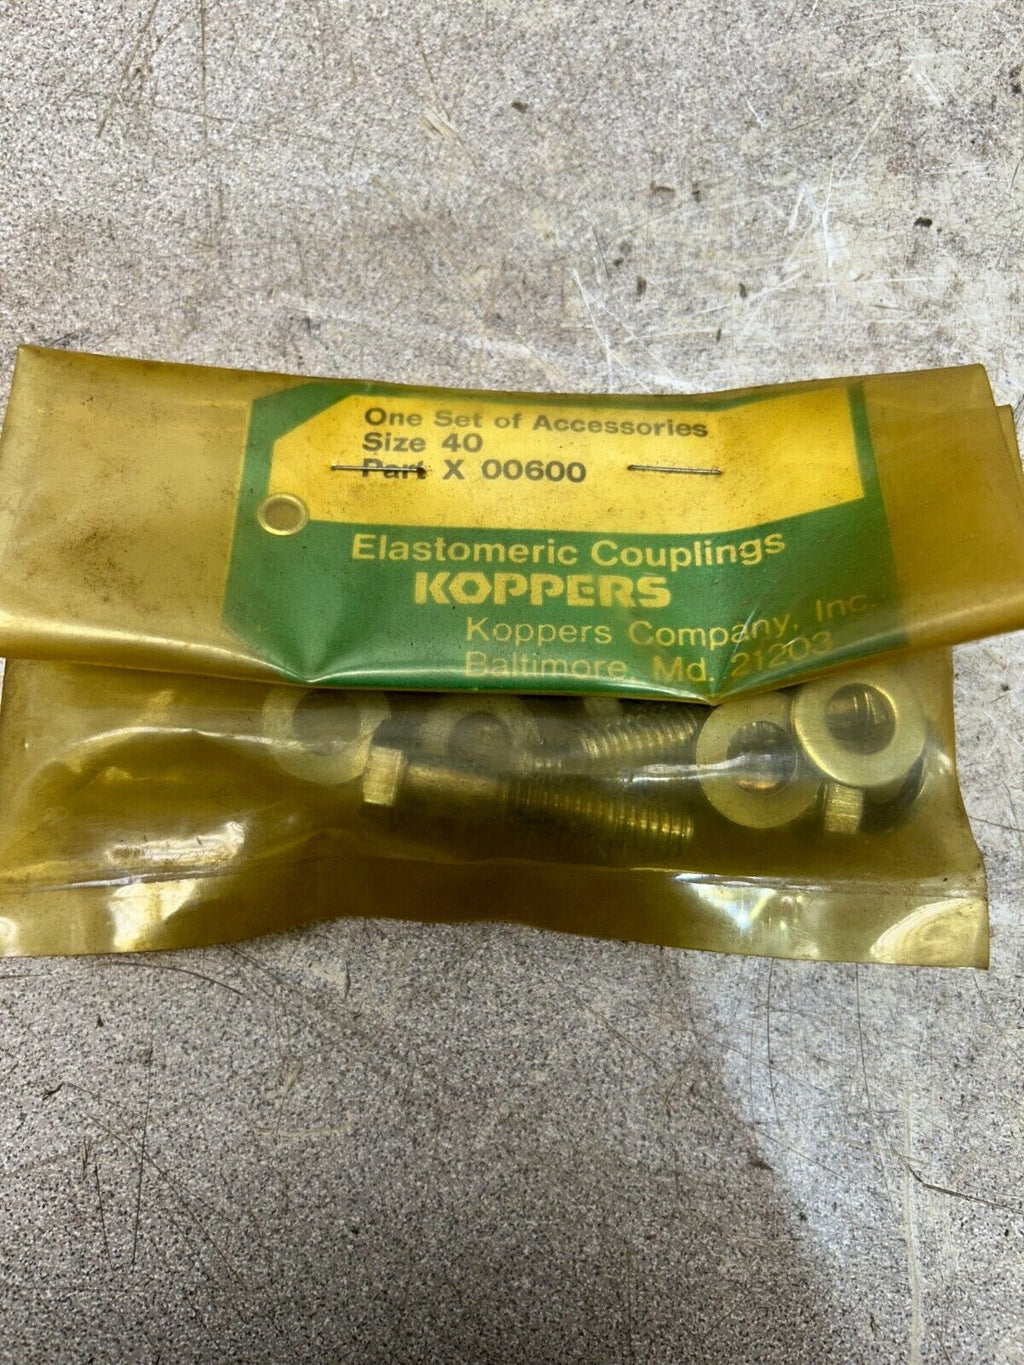 One Set of Accessories
Size 40
Part X 00600
Elastomeric Couplings
KOPPERS
Koppers Company, Inc.
Baltimore, Md. 21203